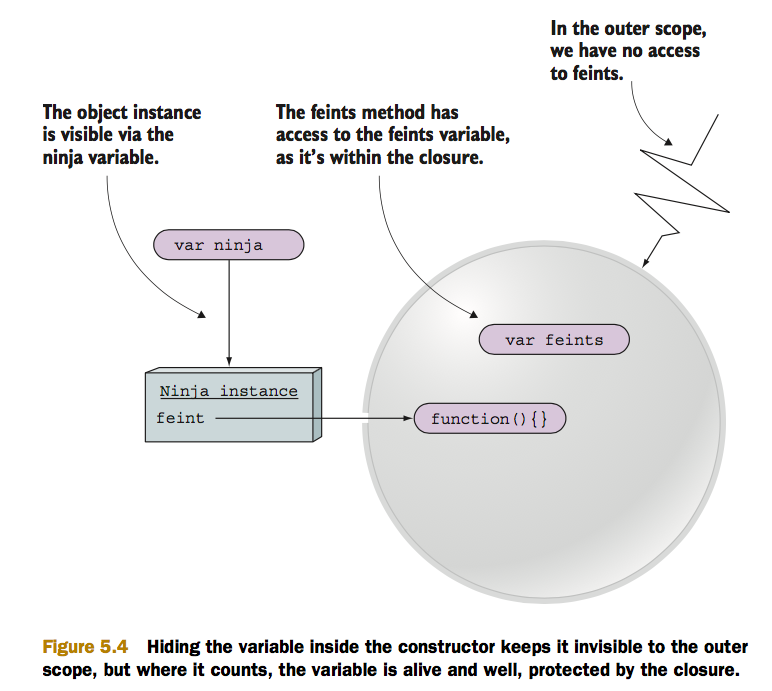 In the outer scope,
we have no access
to feints.
The object instance
is visible via the
ninja variable.
The feints method has
access to the feints variable,
as it's within the closure.
var ninja
var feints
Ninja instance
feint
function(){}
Figure 5.4 Hiding the variable inside the constructor keeps it invisible to the outer
scope, but where it counts, the variable is alive and well, protected by the closure.